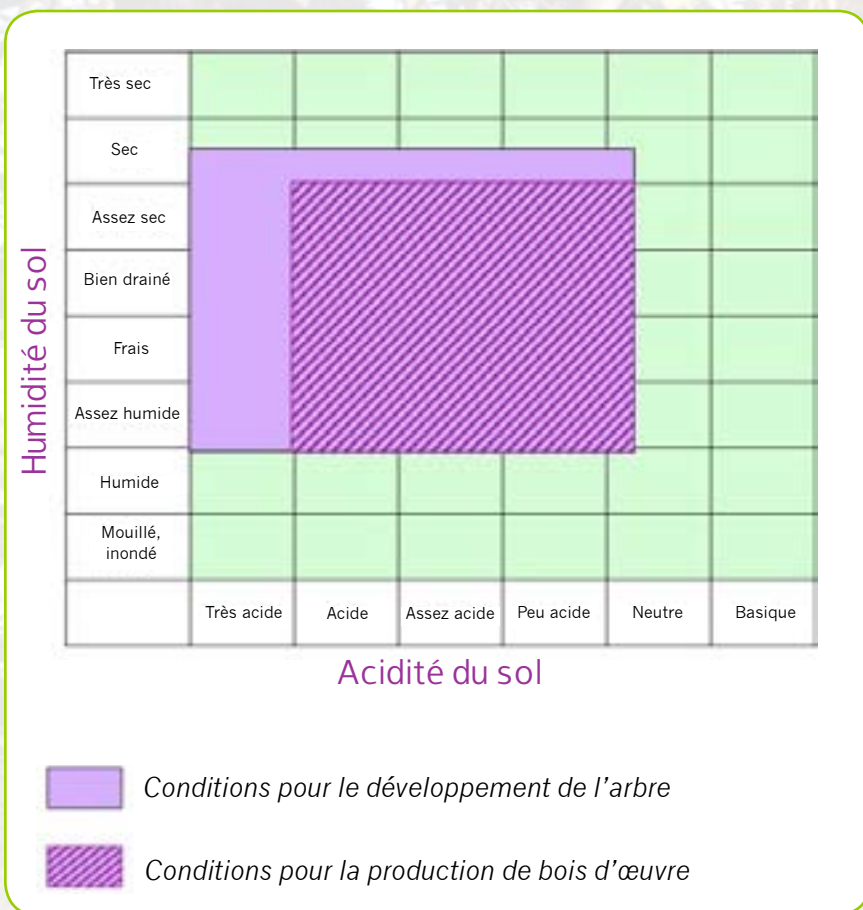 Très sec
Sec
Assez sec
Bien drainé
Frais
Assez humide
Humide
Mouillé,
inondé
Humidité du sol
Très acide
Acide
Assez acide
Peu acide
Neutre
Basique
Acidité du sol
Conditions pour le développement de l'arbre
Conditions pour la production de bois d'œuvre